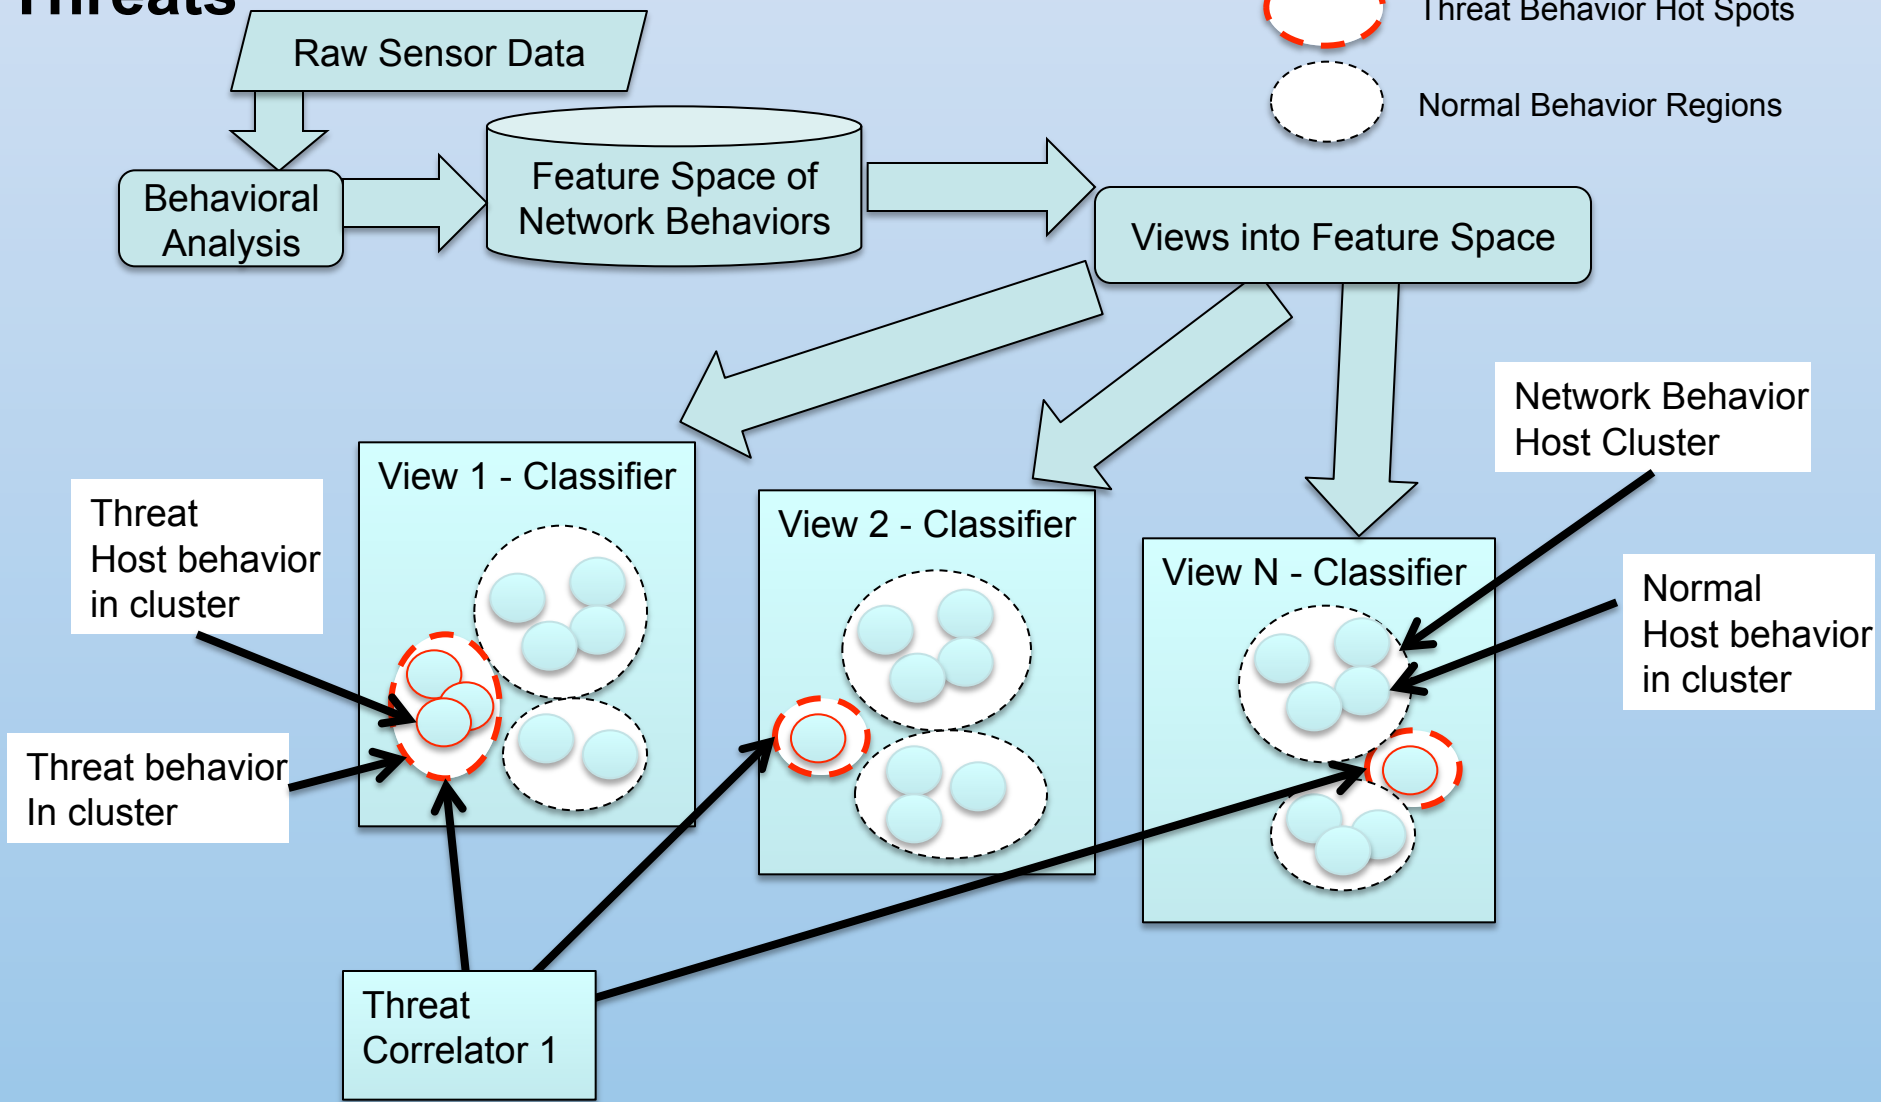 Threats
Threat Behavior Hot Spots
Raw Sensor Data
Normal Behavior Regions
Behavioral
Analysis
Feature Space of
Network Behaviors
Views into Feature Space
Network Behavior
Host Cluster
View 1 - Classifier
View 2 - Classifier
View N - Classifier
Threat
Host behavior
in cluster
Normal
Host behavior
in cluster
Threat behavior
In cluster
Threat
Correlator 1